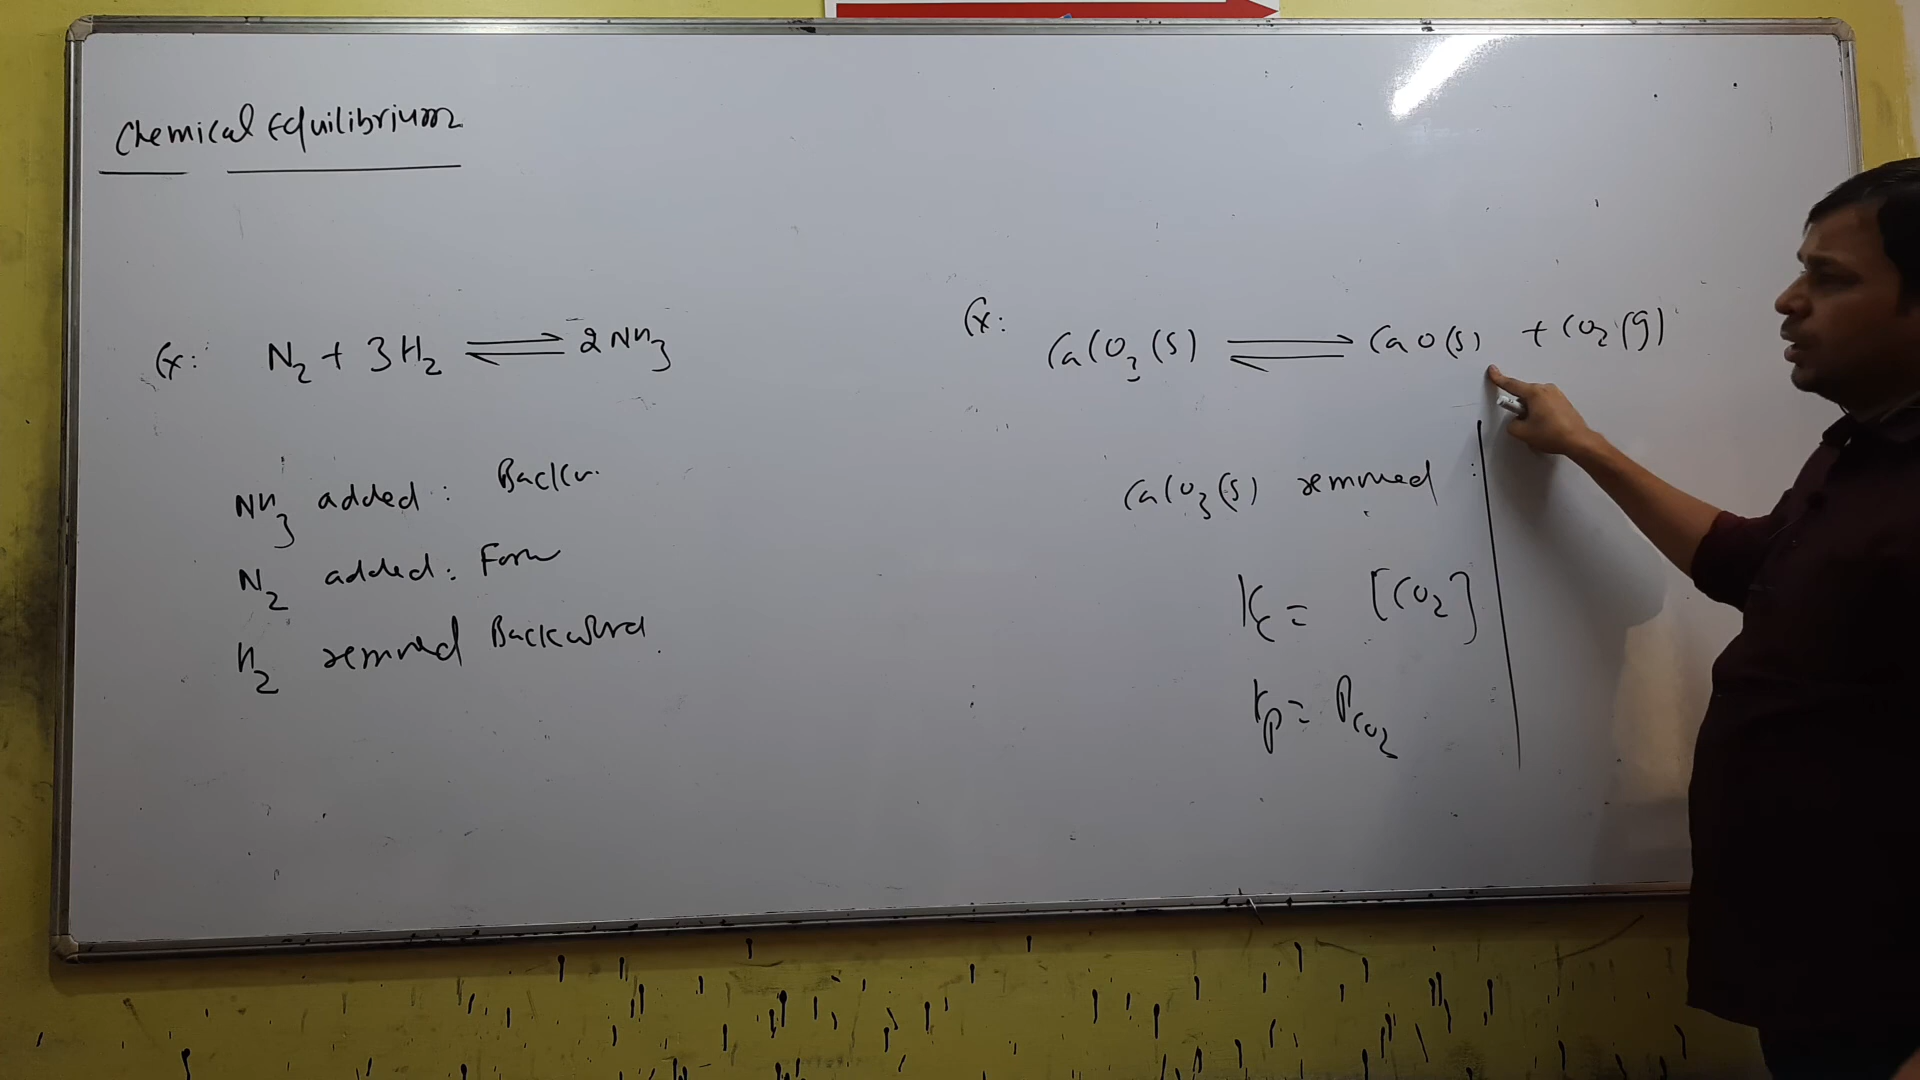 Chemical Equilibrium
Ex: N₂ + 3H₂ ⇌ 2NH₃
NH₃ added: Backw.
N₂ added: Forw
H₂ removed Backward.
Ex: CaCO₃(s) ⇌ CaO(s) + CO₂(g)
CaCO₃(s) removed :
Kc = [CO₂]
Kp = PCO₂